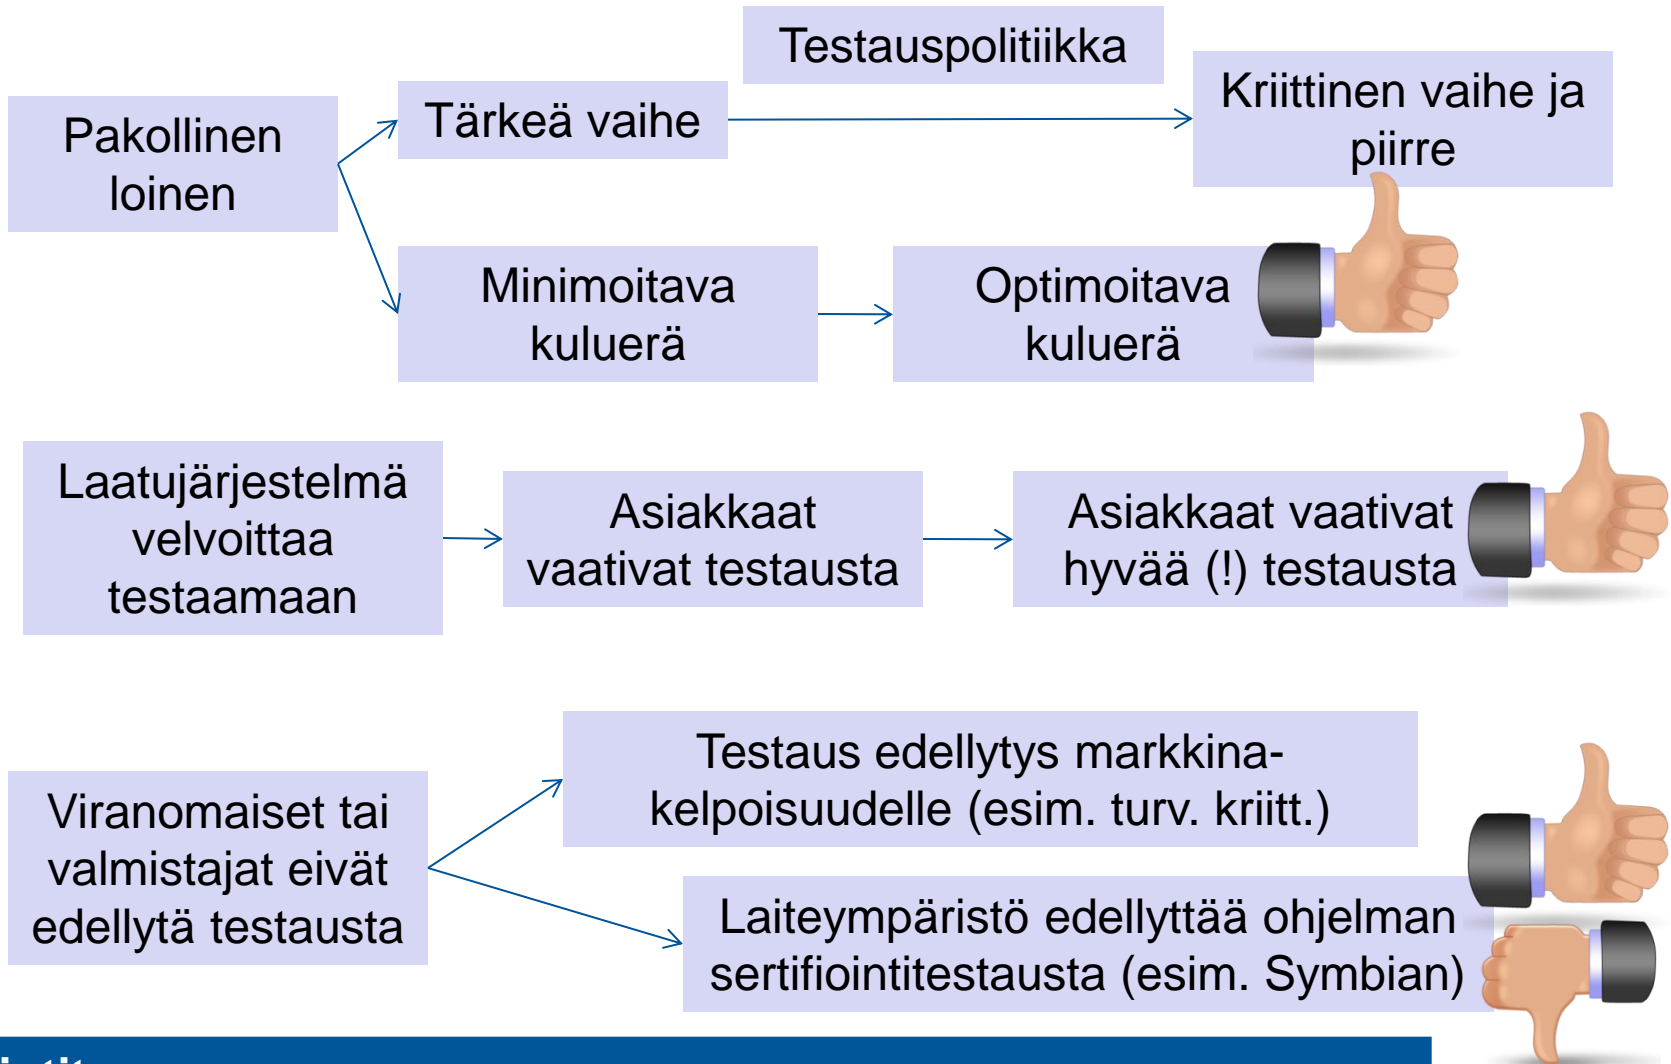 Testauspolitiikka
Pakollinen
loinen
Tärkeä vaihe
Kriittinen vaihe ja
piirre
Minimoitava
kuluerä
Optimoitava
kuluerä
Laatujärjestelmä
velvoittaa
testaamaan
Asiakkaat
vaativat testausta
Asiakkaat vaativat
hyvää (!) testausta
Viranomaiset tai
valmistajat eivät
edellytä testausta
Testaus edellytys markkina-
kelpoisuudelle (esim. turv. kriitt.)
Laiteympäristö edellyttää ohjelman
sertifiointitestausta (esim. Symbian)